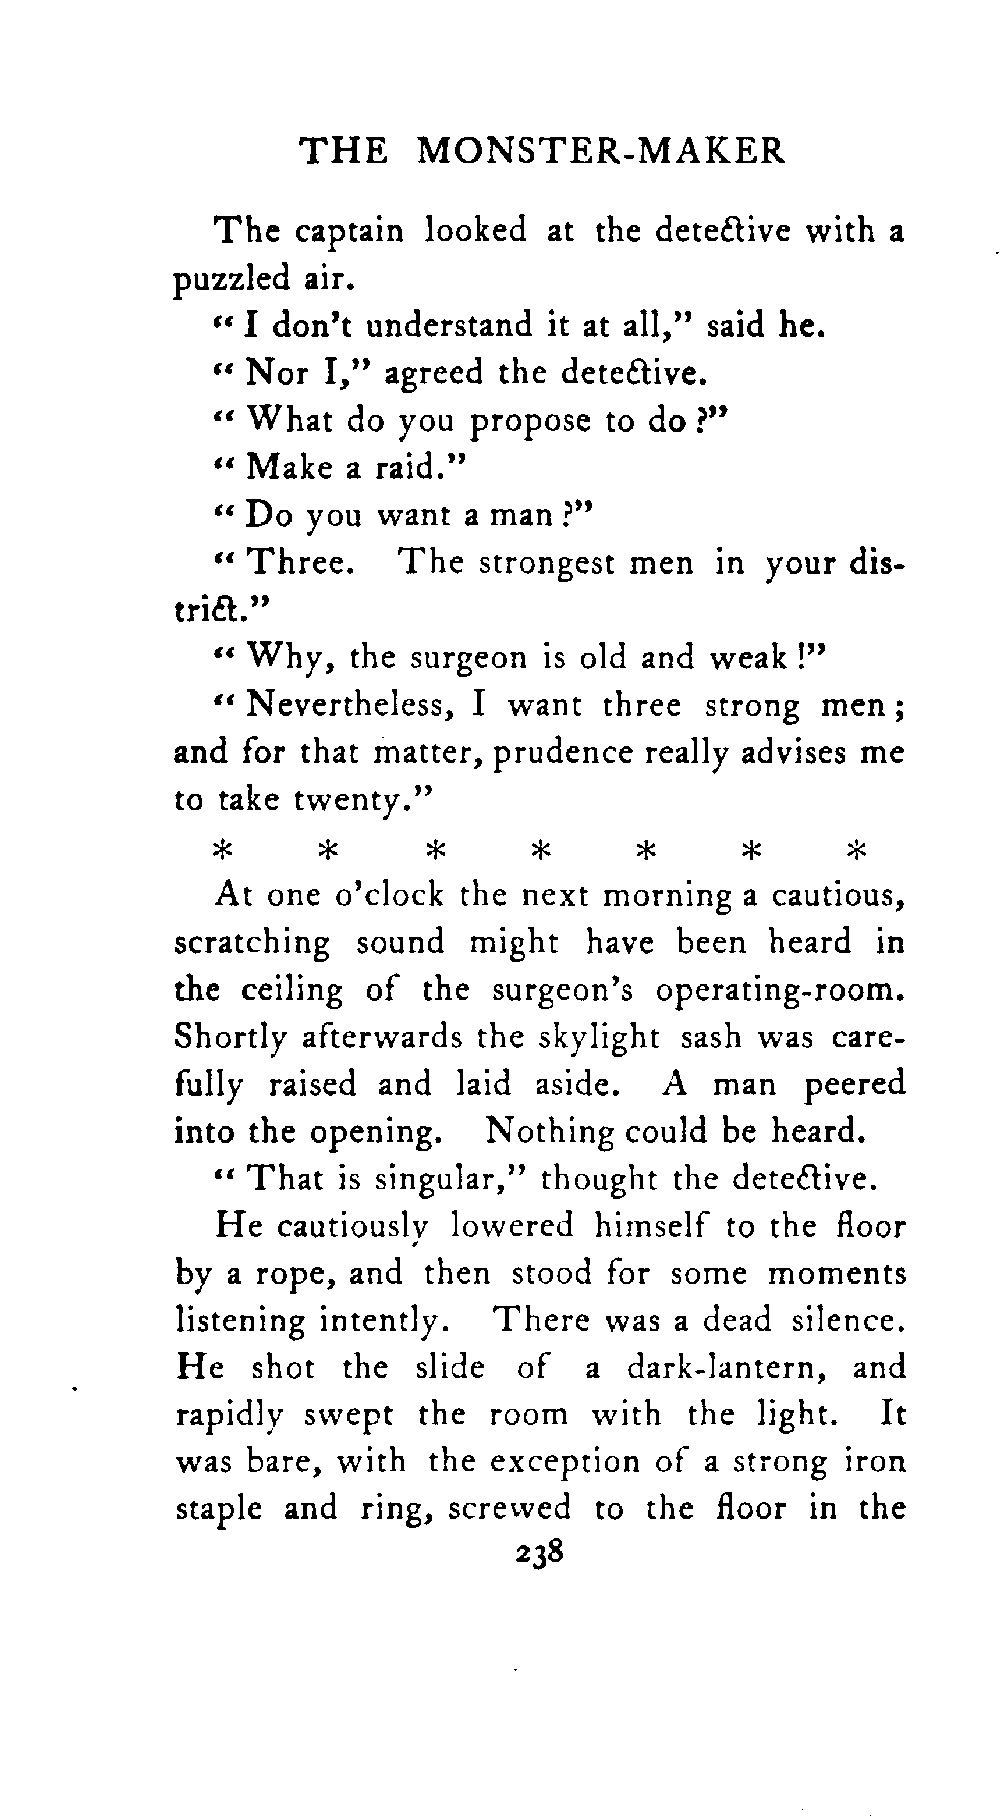 THE MONSTER-MAKER
The captain looked at the detective with a
puzzled air.
“ I don’t understand it at all,” said he.
“ Nor I,” agreed the detective.
“ What do you propose to do ?”
“ Make a raid.”
“ Do you want a man ?”
“ Three. The strongest men in your dis-
trict.”
“ Why, the surgeon is old and weak !”
“ Nevertheless, I want three strong men ;
and for that matter, prudence really advises me
to take twenty.”
* * * * * * *
At one o’clock the next morning a cautious,
scratching sound might have been heard in
the ceiling of the surgeon’s operating-room.
Shortly afterwards the skylight sash was care-
fully raised and laid aside. A man peered
into the opening. Nothing could be heard.
“ That is singular,” thought the detective.
He cautiously lowered himself to the floor
by a rope, and then stood for some moments
listening intently. There was a dead silence.
He shot the slide of a dark-lantern, and
rapidly swept the room with the light. It
was bare, with the exception of a strong iron
staple and ring, screwed to the floor in the
238